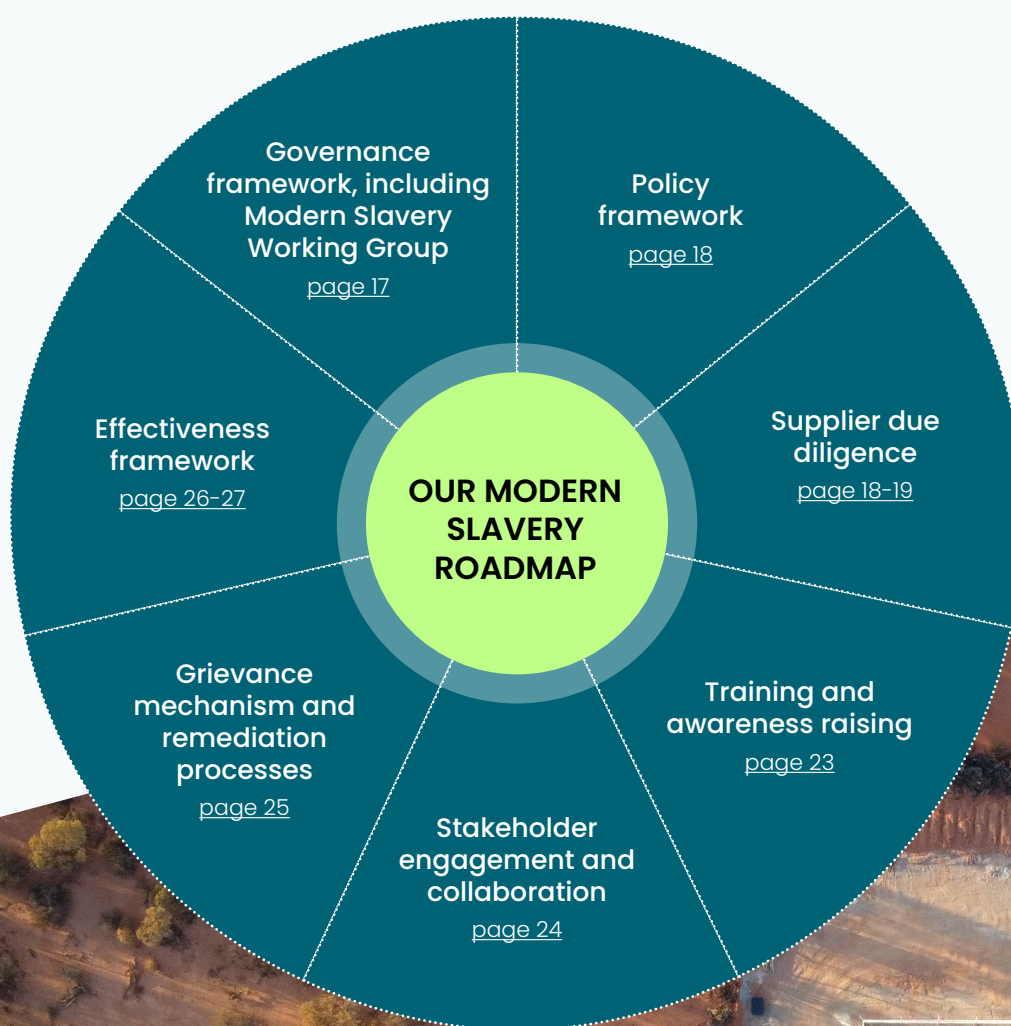 Governance
framework, including
Modern Slavery
Working Group
page 17
Policy
framework
page 18
Supplier due
diligence
page 18-19
Training and
awareness raising
page 23
Stakeholder
engagement and
collaboration
page 24
Grievance
mechanism and
remediation
processes
page 25
Effectiveness
framework
page 26-27
OUR MODERN
SLAVERY
ROADMAP